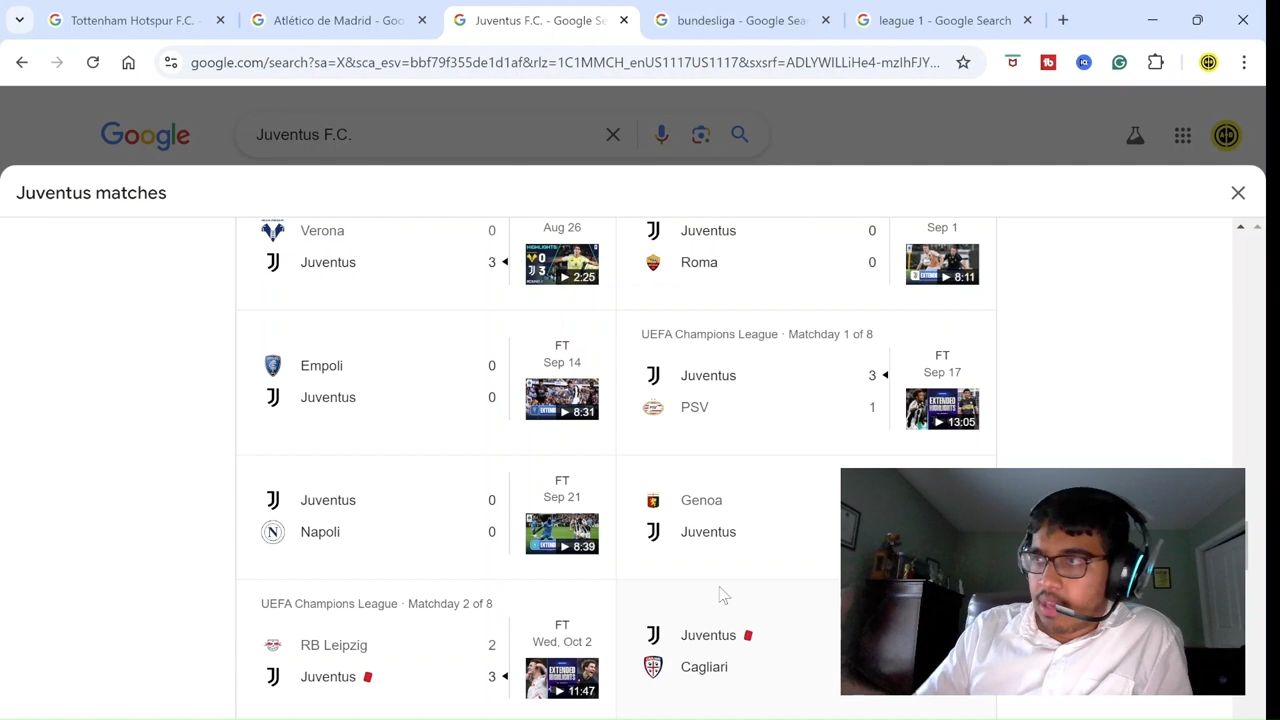 Tottenham Hotspur F.C. -
Atlético de Madrid - Goo
Juventus F.C. - Google Se
bundesliga - Google Sea
league 1 - Google Search
google.com/search?sa=X&sca_esv=bbf79f355de1d1af&rlz=1C1MMCH_enUS1117US1117&sxsrf=ADLYWILLiHe4-mzIhFJY...
Google
Juventus F.C.
Juventus matches
Verona 0
Juventus 3
Aug 26
2:25
Juventus 0
Roma 0
Sep 1
8:11
Empoli 0
Juventus 0
FT
Sep 14
8:31
UEFA Champions League · Matchday 1 of 8
Juventus 3
PSV 1
FT
Sep 17
EXTENDED
HIGHLIGHTS
13:05
Juventus 0
Napoli 0
FT
Sep 21
8:39
Genoa
Juventus
UEFA Champions League · Matchday 2 of 8
RB Leipzig 2
Juventus 3
FT
Wed, Oct 2
EXTENDED
HIGHLIGHTS
11:47
Juventus
Cagliari